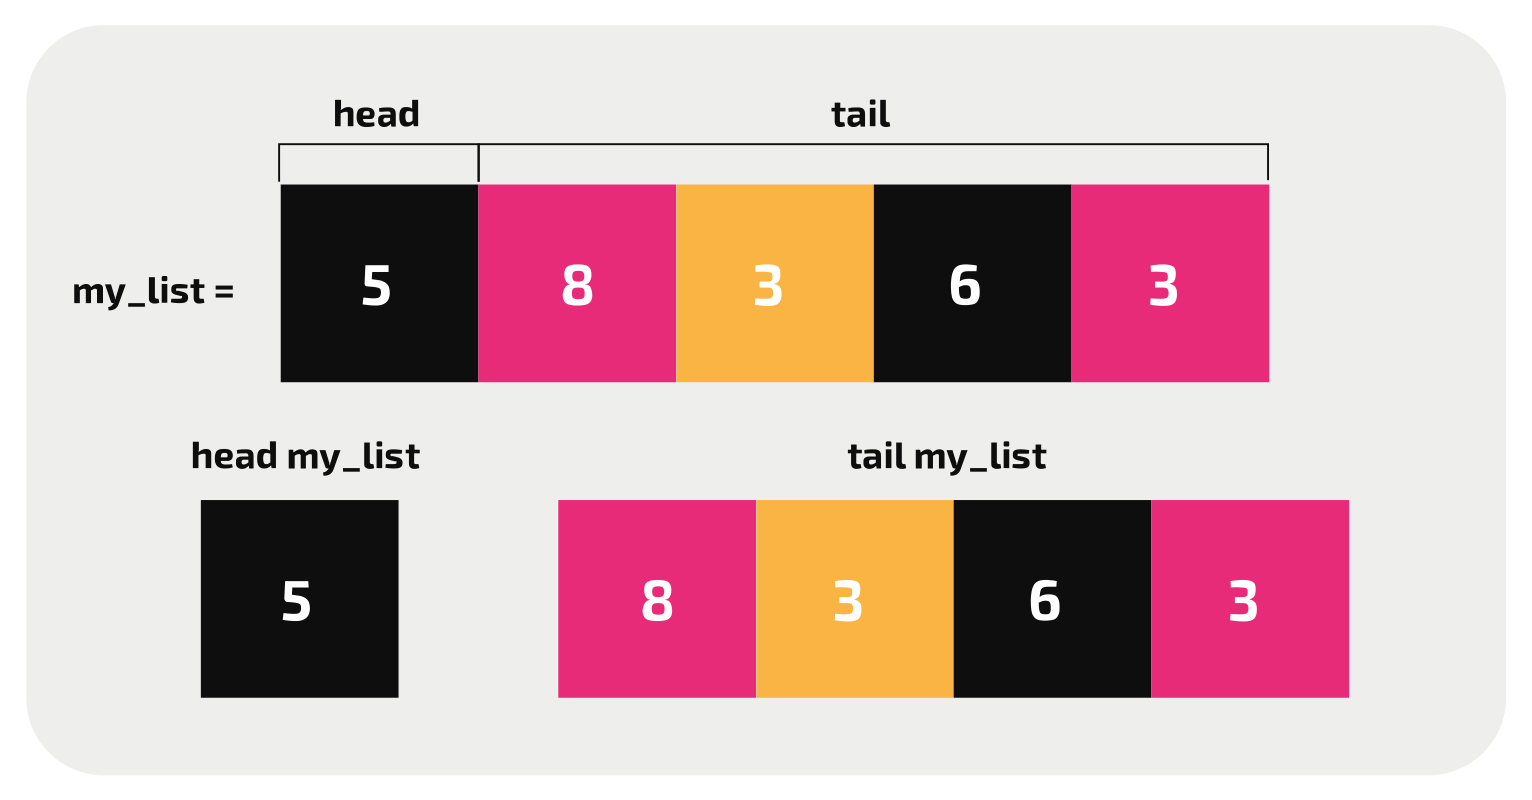 head tail
my_list = 5 8 3 6 3
head my_list tail my_list
5 8 3 6 3